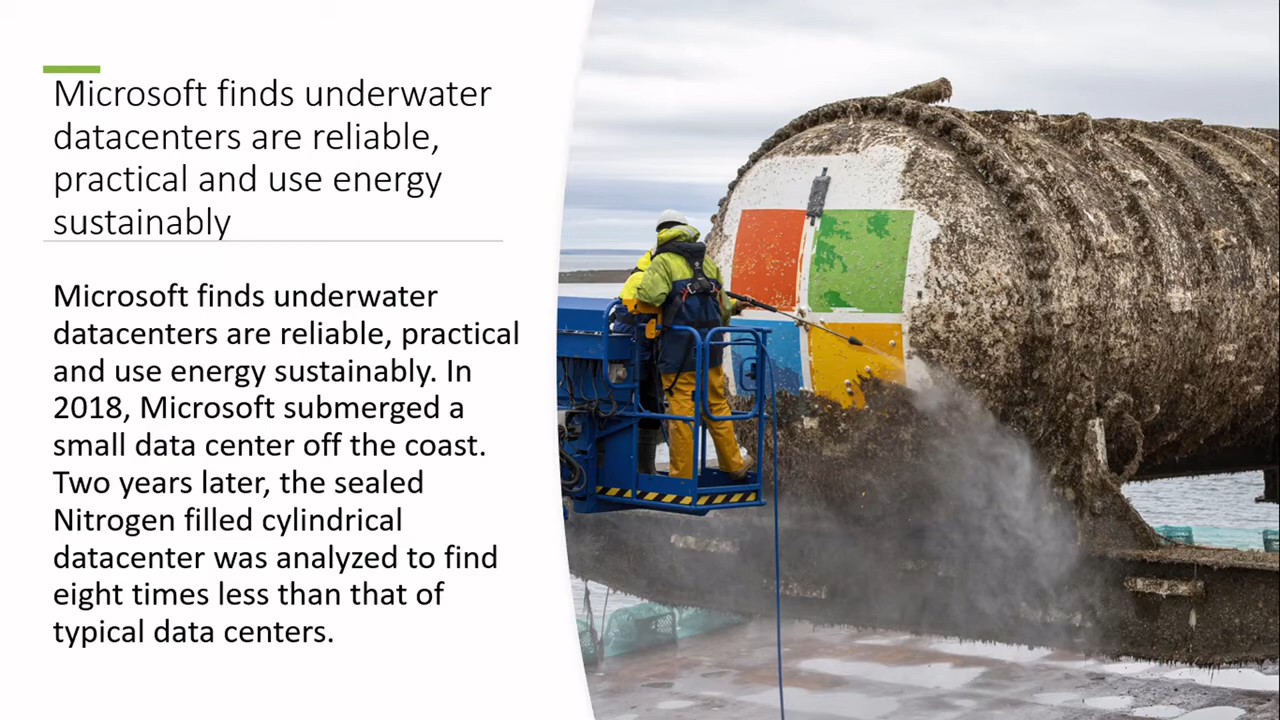 Microsoft finds underwater
datacenters are reliable,
practical and use energy
sustainably
Microsoft finds underwater
datacenters are reliable, practical
and use energy sustainably. In
2018, Microsoft submerged a
small data center off the coast.
Two years later, the sealed
Nitrogen filled cylindrical
datacenter was analyzed to find
eight times less than that of
typical data centers.